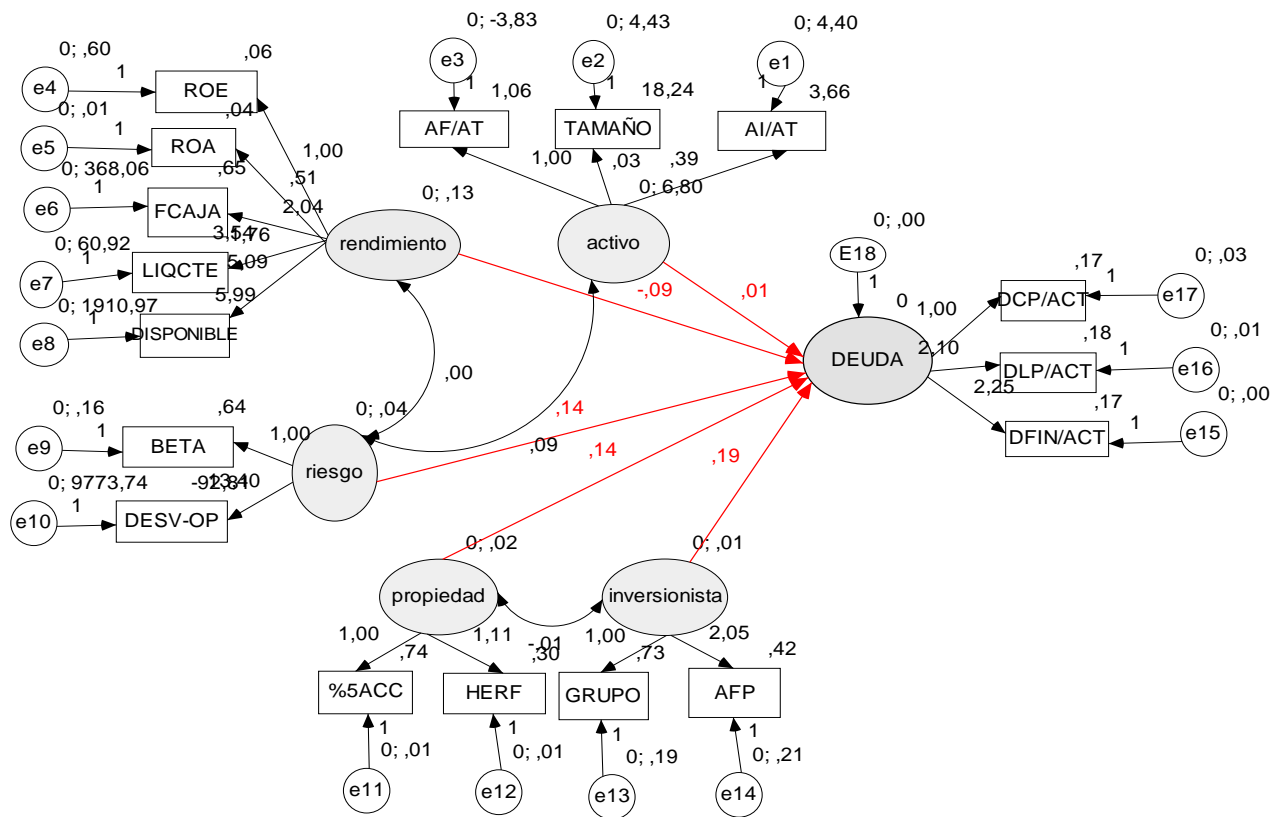 0; -3,83
0; 4,43
0; 4,40
0; ,60
e4
1
ROE
,06
e3
1
1,06
e2
1
18,24
e1
1
3,66
0; ,01
e5
1
ROA
,04
AF/AT
TAMAÑO
AI/AT
0; 368,06
e6
1
FCAJA
,65
1,00
,51
2,04
1,00
,03
,39
0; ,13
rendimiento
0; 6,80
activo
0; 60,92
e7
1
LIQCTE
5,09
0; 1910,97
e8
1
DISPONIBLE
5,99
0; ,00
E18
1
0
DEUDA
-,09
,01
1,00
2,10
2,25
,17
DCP/ACT
1
0; ,03
e17
,18
DLP/ACT
1
0; ,01
e16
,17
DFIN/ACT
1
0; ,00
e15
,00
0; ,04
riesgo
,09
,14
,14
,19
0; ,16
e9
1
BETA
,64
1,00
0; 9773,74
e10
1
DESV-OP
0; ,02
propiedad
0; ,01
inversionista
-,01
1,00
1,11
1,00
2,05
,74
%5ACC
,30
HERF
,73
GRUPO
,42
AFP
1
0; ,01
e11
1
0; ,01
e12
1
0; ,19
e13
1
0; ,21
e14